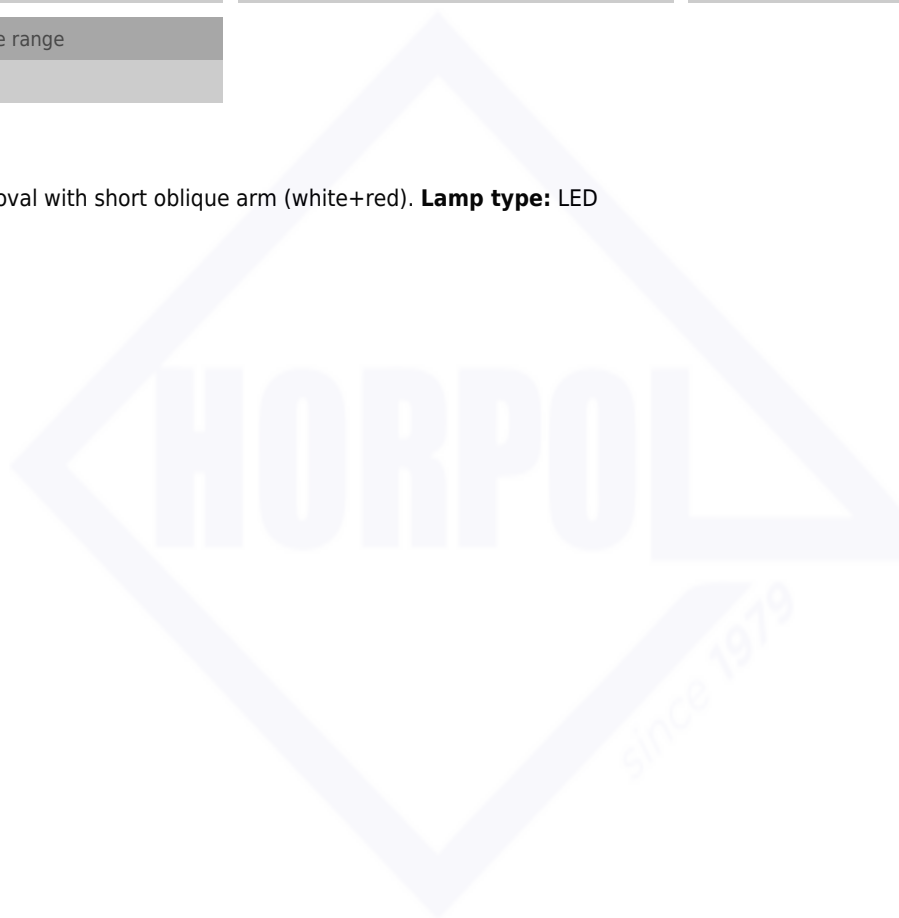 e range
oval with short oblique arm (white+red). Lamp type: LED
HORPOL
since 1979